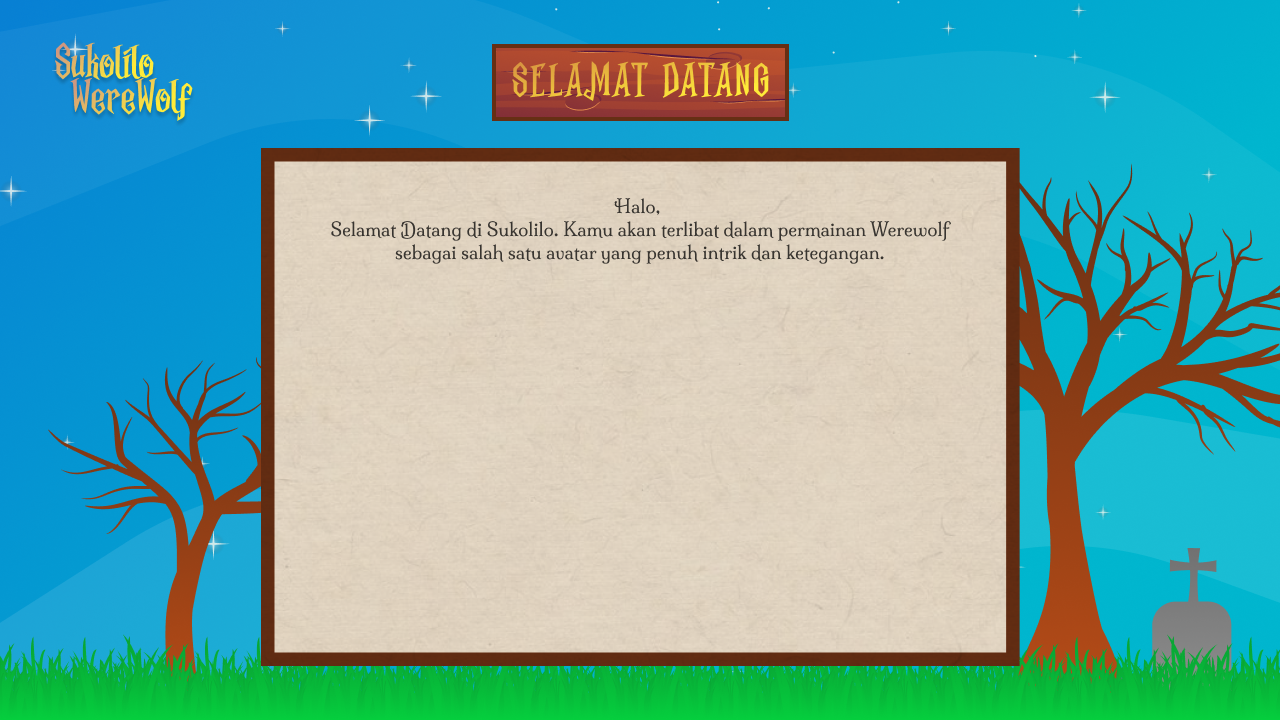 Sukolilo
WereWolf
SELAMAT DATANG
Halo,
Selamat Datang di Sukolilo. Kamu akan terlibat dalam permainan Werewolf
sebagai salah satu avatar yang penuh intrik dan ketegangan.